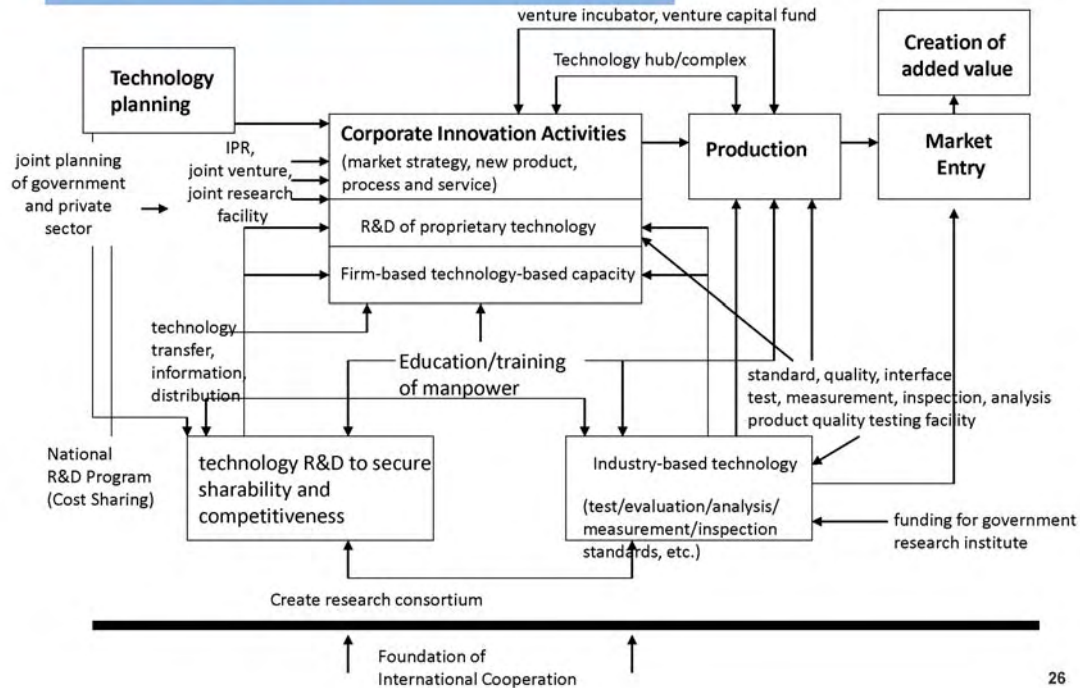 venture incubator, venture capital fund
Technology hub/complex
Creation of
added value
Technology
planning
Corporate Innovation Activities
(market strategy, new product,
process and service)
R&D of proprietary technology
Firm-based technology-based capacity
Production
Market
Entry
joint planning
of government
and private
sector
IPR,
joint venture,
joint research
facility
technology
transfer,
information,
distribution
Education/training
of manpower
standard, quality, interface
test, measurement, inspection, analysis
product quality testing facility
National
R&D Program
(Cost Sharing)
technology R&D to secure
sharability and
competitiveness
Industry-based technology
(test/evaluation/analysis/
measurement/inspection
standards, etc.)
funding for government
research institute
Create research consortium
Foundation of
International Cooperation
26